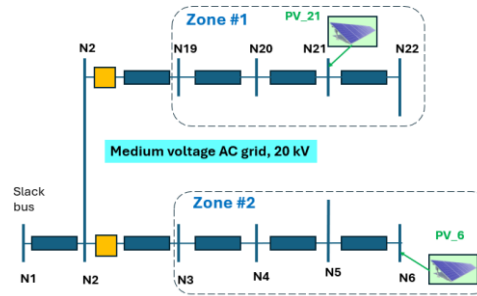 Zone #1
PV_21
N2
N19
N20
N21
N22
Medium voltage AC grid, 20 kV
Slack
bus
Zone #2
PV_6
N1
N2
N3
N4
N5
N6